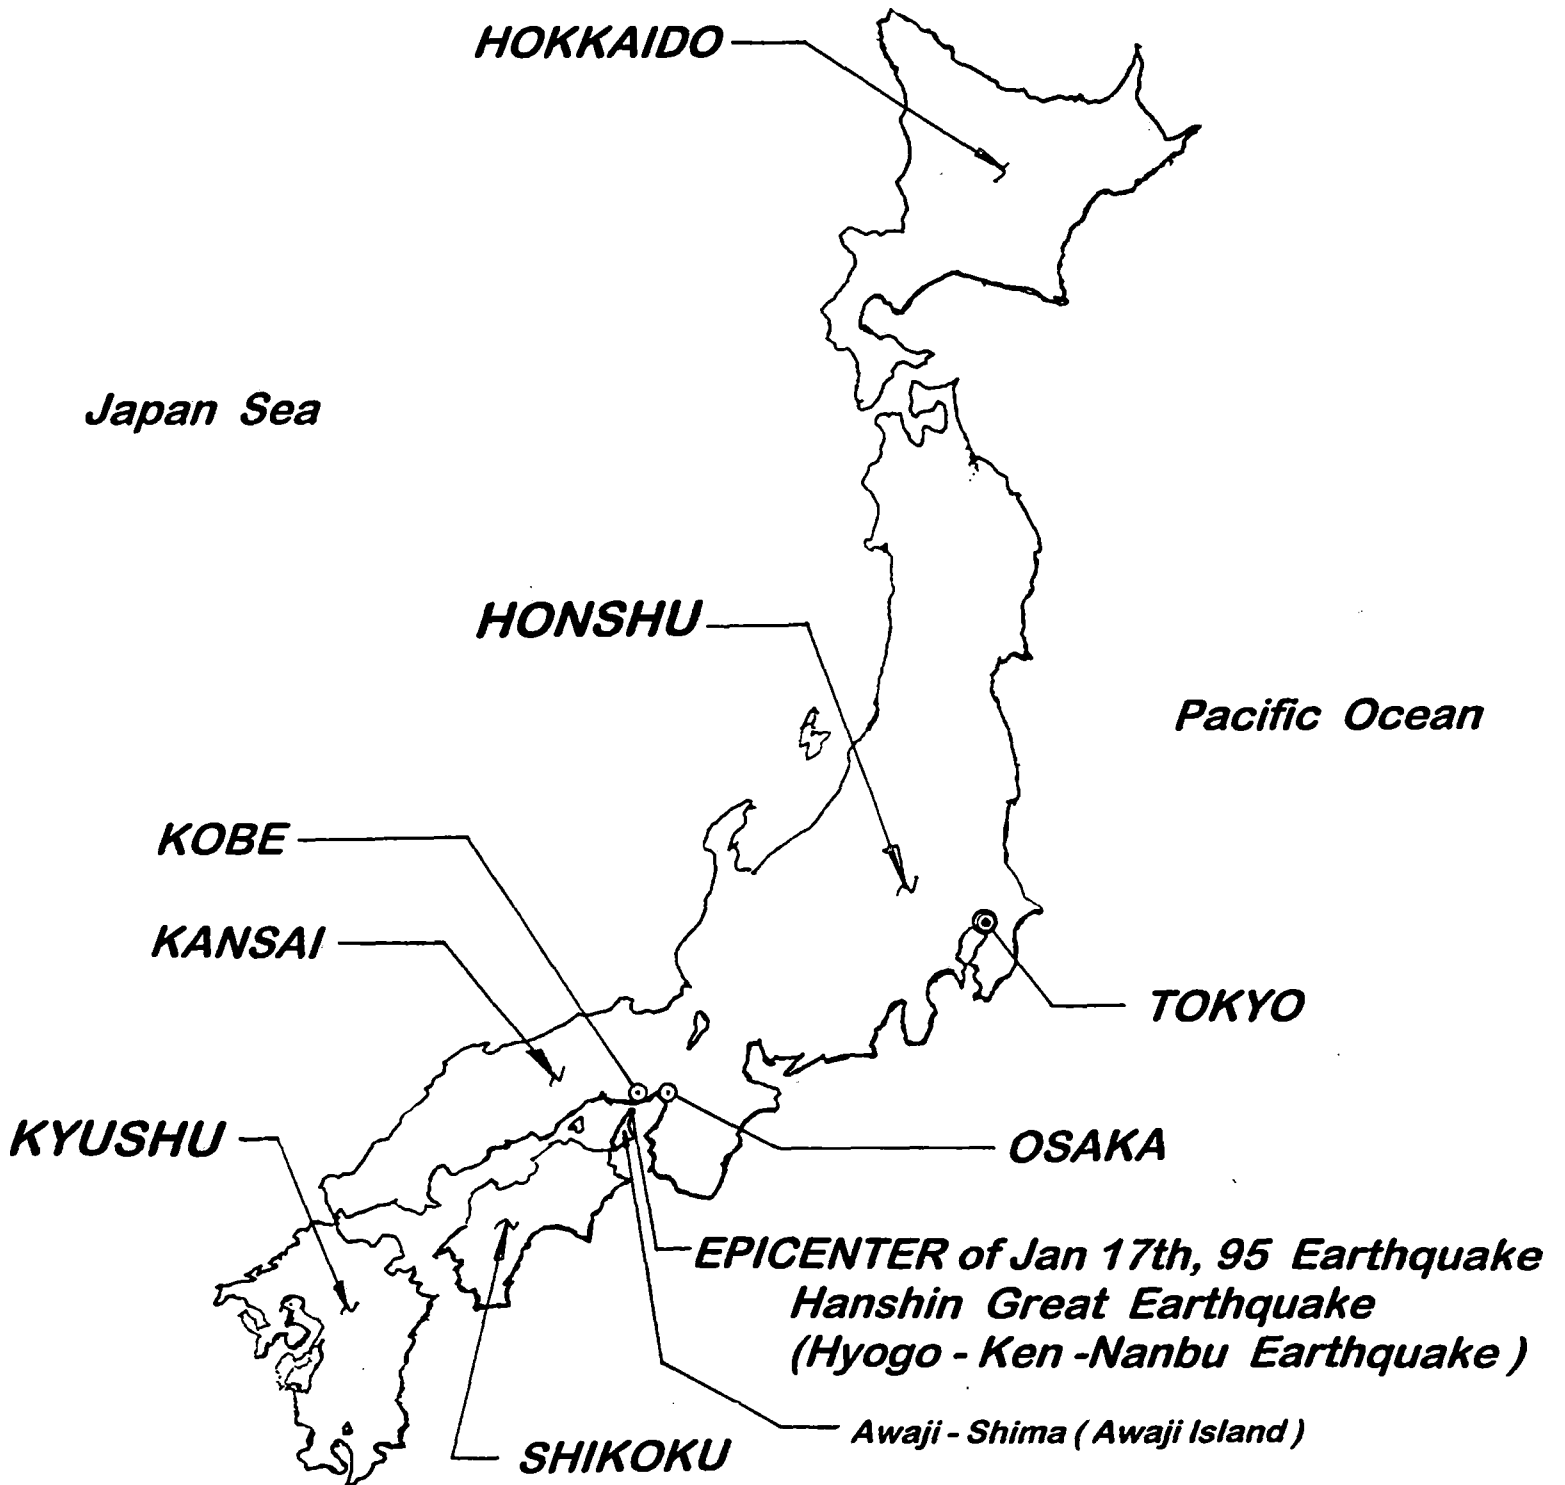 HOKKAIDO
Japan Sea
HONSHU
Pacific Ocean
KOBE
KANSAI
TOKYO
KYUSHU
OSAKA
EPICENTER of Jan 17th, 95 Earthquake
Hanshin Great Earthquake
(Hyogo - Ken -Nanbu Earthquake )
Awaji - Shima ( Awaji Island )
SHIKOKU